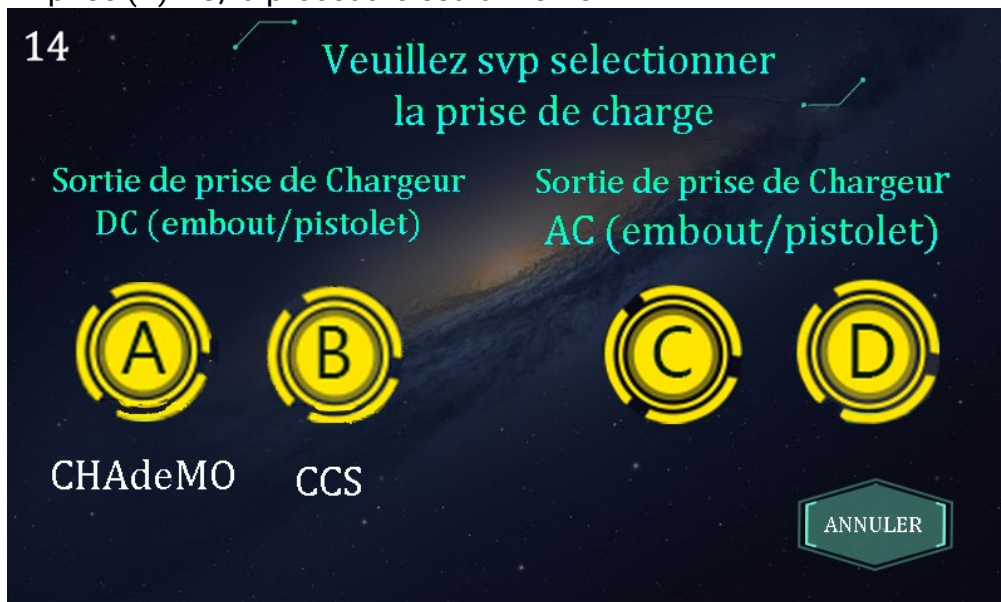 14
Veuillez svp selectionner
la prise de charge
Sortie de prise de Chargeur
DC (embout/pistolet)
Sortie de prise de Chargeur
AC (embout/pistolet)
A
B
C
D
CHAdeMO
CCS
ANNULER